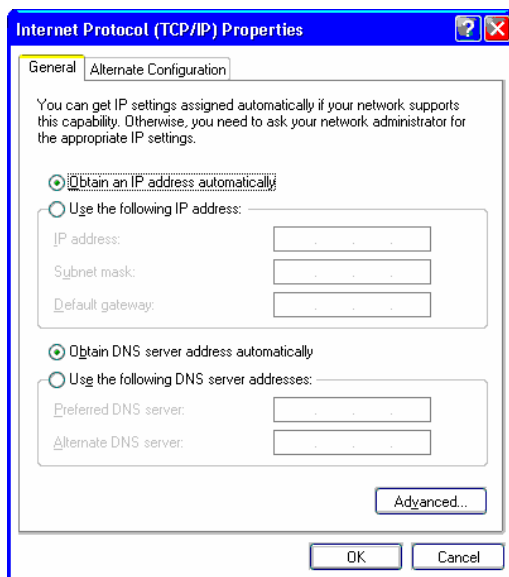 Internet Protocol (TCP/IP) Properties
General
Alternate Configuration
You can get IP settings assigned automatically if your network supports
this capability. Otherwise, you need to ask your network administrator for
the appropriate IP settings.
Obtain an IP address automatically
Use the following IP address:
IP address:
Subnet mask:
Default gateway:
Obtain DNS server address automatically
Use the following DNS server addresses:
Preferred DNS server:
Alternate DNS server:
Advanced...
OK
Cancel